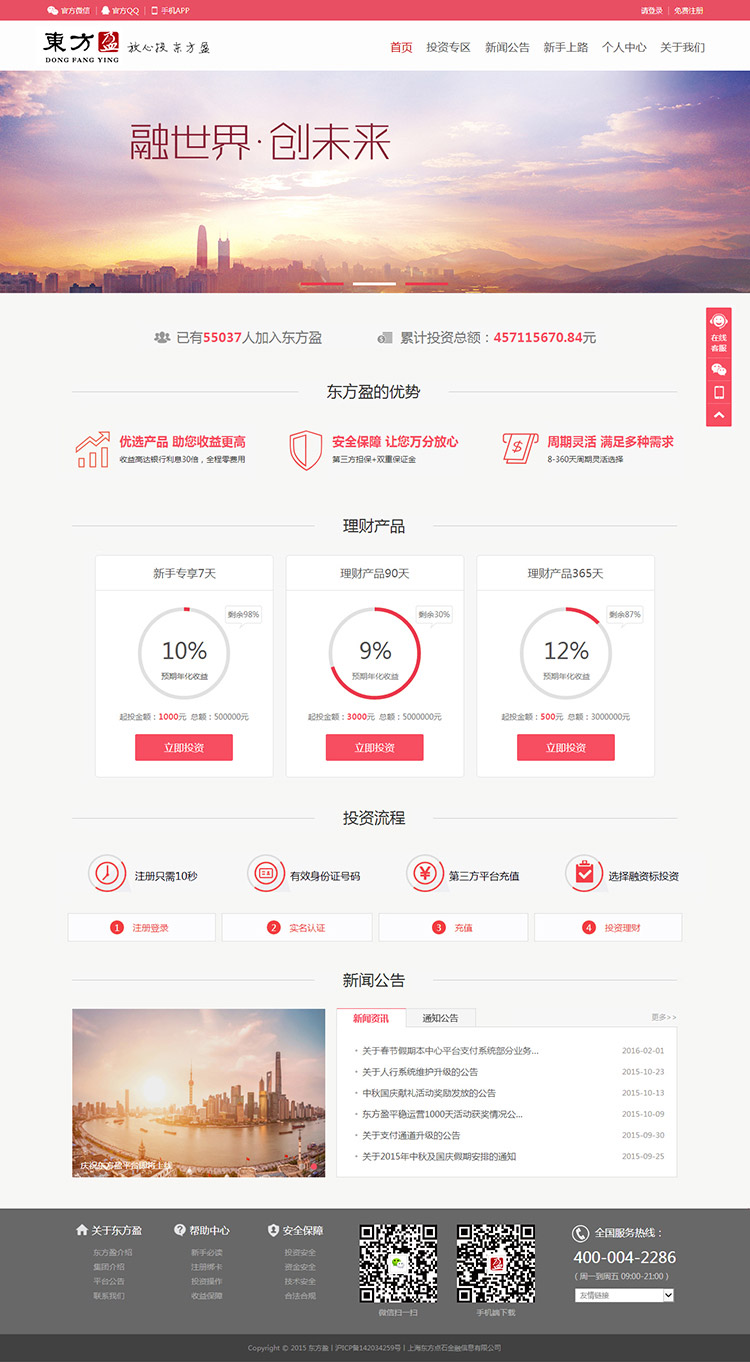 官方微信 官方QQ 手机APP 请登录 免费注册
東方盈 放心投东方盈
DONG FANG YING
首页 投资专区 新闻公告 新手上路 个人中心 关于我们
融世界·创未来
在线
客服
已有55037人加入东方盈 累计投资总额：457115670.84元
东方盈的优势
优选产品 助您收益更高
收益高达银行利息30倍，全程零费用
安全保障 让您万分放心
第三方担保+双重保证金
周期灵活 满足多种需求
8-360天周期灵活选择
理财产品
新手专享7天
剩余98%
10%
预期年化收益
起投金额：1000元 总额：500000元
立即投资
理财产品90天
剩余30%
9%
预期年化收益
起投金额：3000元 总额：5000000元
立即投资
理财产品365天
剩余87%
12%
预期年化收益
起投金额：500元 总额：3000000元
立即投资
投资流程
注册只需10秒 有效身份证号码 第三方平台充值 选择融资标投资
1 注册登录 2 实名认证 3 充值 4 投资理财
新闻公告
庆祝东方盈平台即将上线
新闻资讯 通知公告 更多>>
关于春节假期本中心平台支付系统部分业务... 2016-02-01
关于人行系统维护升级的公告 2015-10-23
中秋国庆献礼活动奖励发放的公告 2015-10-13
东方盈平稳运营1000天活动获奖情况公... 2015-10-09
关于支付通道升级的公告 2015-09-30
关于2015年中秋及国庆假期安排的通知 2015-09-25
关于东方盈
东方盈介绍
集团介绍
平台公告
联系我们
帮助中心
新手必读
注册绑卡
投资操作
收益保障
安全保障
投资安全
资金安全
技术安全
合法合规
微信扫一扫
盈
手机端下载
全国服务热线：
400-004-2286
( 周一到周五 09:00-21:00 )
友情链接
Copyright © 2015 东方盈 | 沪ICP备142034259号 | 上海东方点石金融信息有限公司